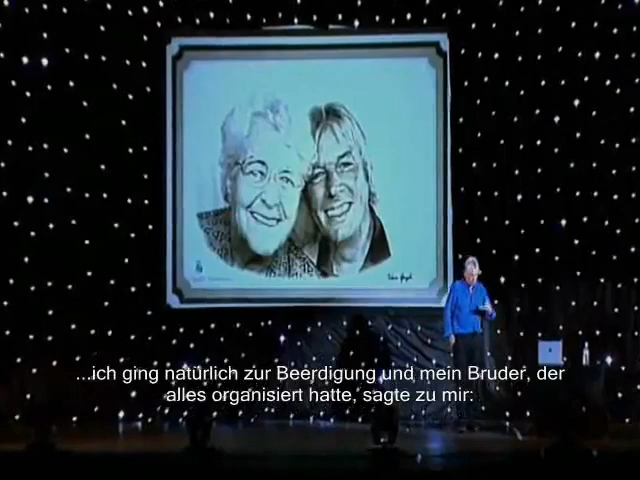 ...ich ging natürlich zur Beerdigung und mein Bruder, der
alles organisiert hatte, sagte zu mir: